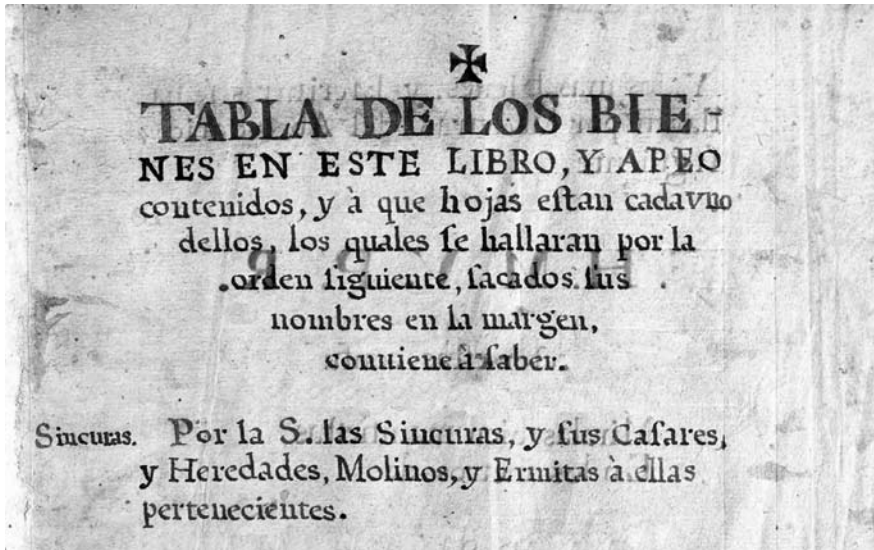 ✠
TABLA DE LOS BIE-
NES EN ESTE LIBRO, Y APEO
contenidos, y à que hojas eſtan cadavno
dellos, los quales ſe hallaran por la
orden ſiguiente, ſacados ſus
nombres en la margen,
conuiene à ſaber.
Sincuras. Por la S. las Sincuras, y ſus Caſares,
y Heredades, Molinos, y Ermitas à ellas
pertenecientes.